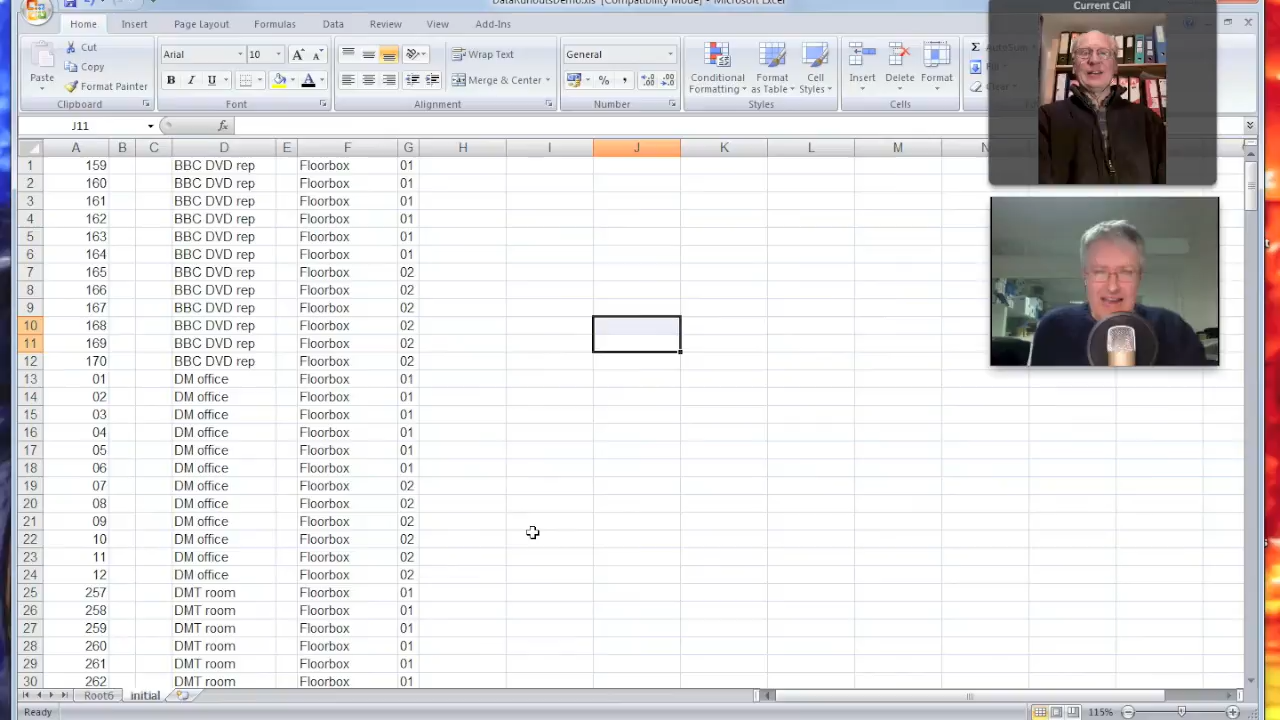 DataRunoutsDemo.xls [Compatibility Mode] - Microsoft Excel
Current Call
Home Insert Page Layout Formulas Data Review View Add-Ins
Paste Cut Copy Format Painter
Arial 10 B I U
Wrap Text Merge & Center
General % ,
Conditional Formatting Format as Table Cell Styles
Insert Delete Format
AutoSum
Fill
Clear
Clipboard Font Alignment Number Styles Cells
J11 fx
A B C D E F G H I J K L M N
1 159 BBC DVD rep Floorbox 01
2 160 BBC DVD rep Floorbox 01
3 161 BBC DVD rep Floorbox 01
4 162 BBC DVD rep Floorbox 01
5 163 BBC DVD rep Floorbox 01
6 164 BBC DVD rep Floorbox 01
7 165 BBC DVD rep Floorbox 02
8 166 BBC DVD rep Floorbox 02
9 167 BBC DVD rep Floorbox 02
10 168 BBC DVD rep Floorbox 02
11 169 BBC DVD rep Floorbox 02
12 170 BBC DVD rep Floorbox 02
13 01 DM office Floorbox 01
14 02 DM office Floorbox 01
15 03 DM office Floorbox 01
16 04 DM office Floorbox 01
17 05 DM office Floorbox 01
18 06 DM office Floorbox 01
19 07 DM office Floorbox 02
20 08 DM office Floorbox 02
21 09 DM office Floorbox 02
22 10 DM office Floorbox 02
23 11 DM office Floorbox 02
24 12 DM office Floorbox 02
25 257 DMT room Floorbox 01
26 258 DMT room Floorbox 01
27 259 DMT room Floorbox 01
28 260 DMT room Floorbox 01
29 261 DMT room Floorbox 01
30 262 DMT room Floorbox 01
Root6 initial
Ready 115%